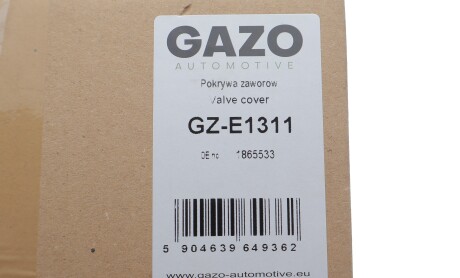 GAZO
AUTOMOTIVE
Pokrywa zaworow
/alve cover
GZ-E1311
OE no 1865533
5 904639 649362
www.gazo-automotive.eu